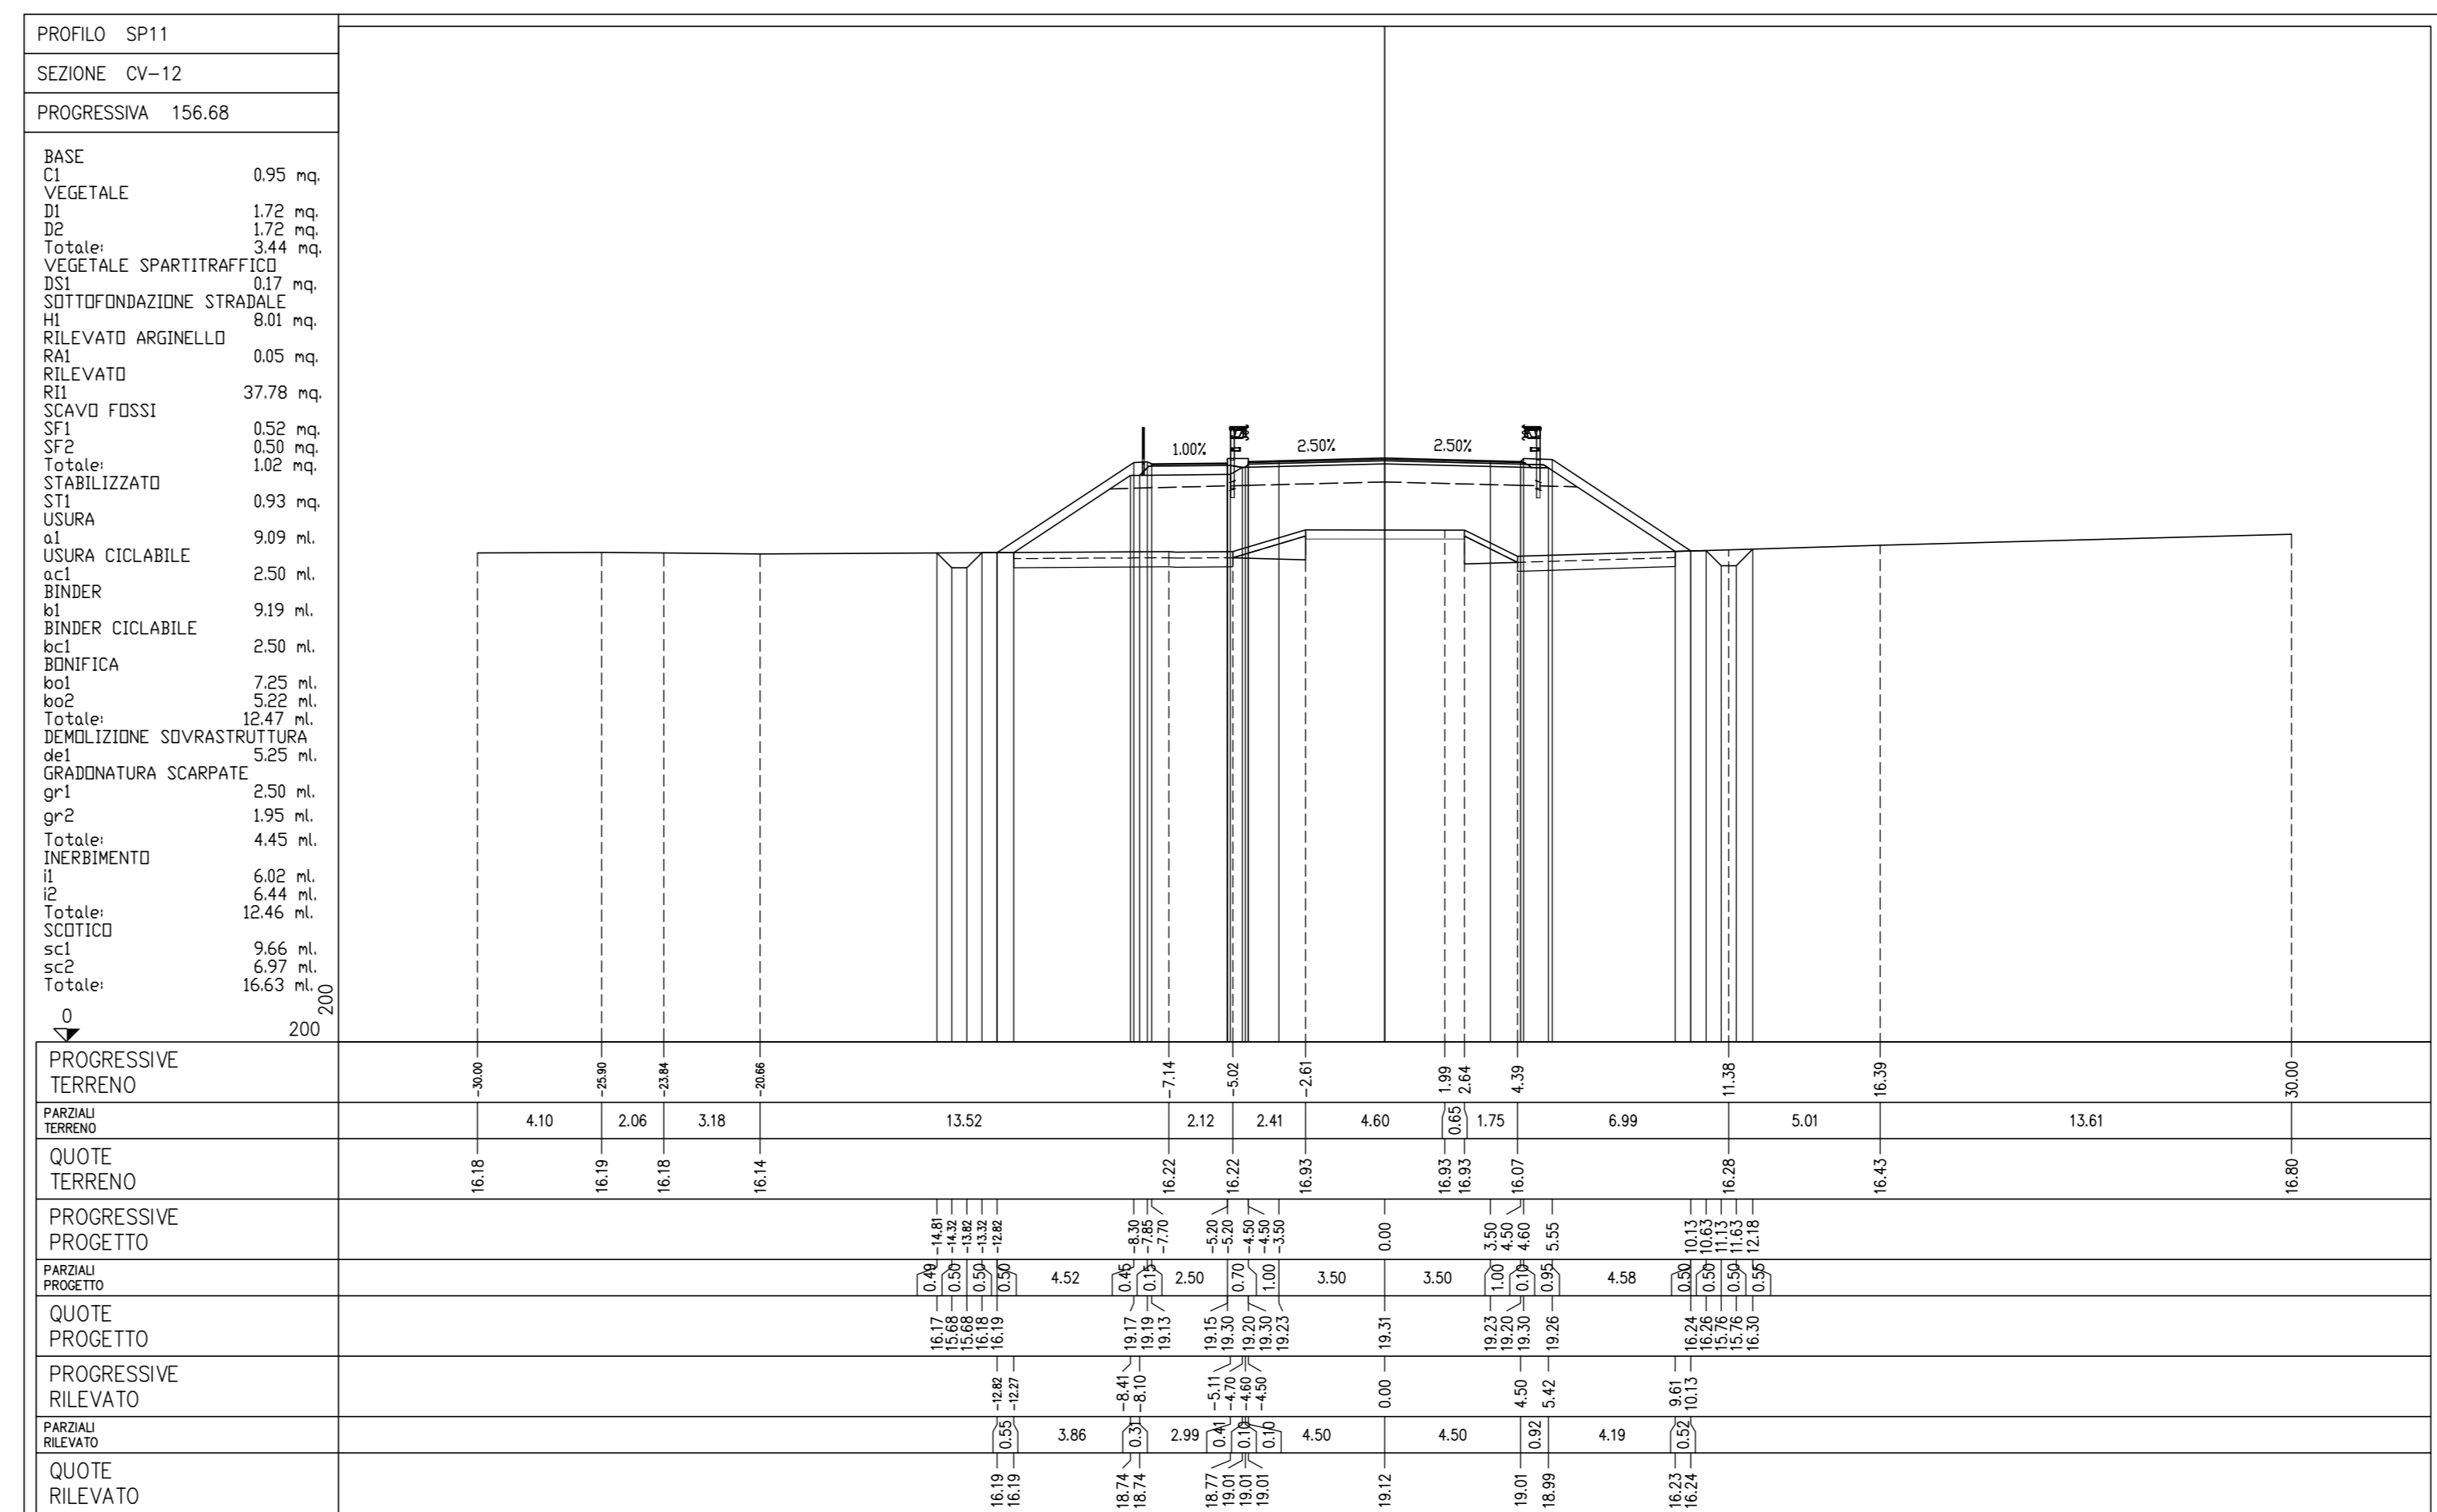 PROFILO SP11
SEZIONE CV-12
PROGRESSIVA 156.68
BASE
C1 0.95 mq.
VEGETALE
D1 1.72 mq.
D2 1.72 mq.
Totale: 3.44 mq.
VEGETALE SPARTITRAFFICO
DS1 0.17 mq.
SOTTOFONDAZIONE STRADALE
H1 8.01 mq.
RILEVATO ARGINELLO
RA1 0.05 mq.
RILEVATO
RI1 37.78 mq.
SCAVO FOSSI
SF1 0.52 mq.
SF2 0.50 mq.
Totale: 1.02 mq.
STABILIZZATO
ST1 0.93 mq.
USURA
a1 9.09 ml.
USURA CICLABILE
ac1 2.50 ml.
BINDER
b1 9.19 ml.
BINDER CICLABILE
bc1 2.50 ml.
BONIFICA
bo1 7.25 ml.
bo2 5.22 ml.
Totale: 12.47 ml.
DEMOLIZIONE SOVRASTRUTTURA
de1 5.25 ml.
GRADONATURA SCARPATE
gr1 2.50 ml.
gr2 1.95 ml.
Totale: 4.45 ml.
INERBIMENTO
i1 6.02 ml.
i2 6.44 ml.
Totale: 12.46 ml.
SCOTICO
sc1 9.66 ml.
sc2 6.97 ml.
Totale: 16.63 ml.
0 200 200
1.00% 2.50% 2.50%
PROGRESSIVE TERRENO -30.00 -25.90 -23.84 -20.66 -7.14 -5.02 -2.61 1.99 2.64 4.39 11.38 16.39 30.00
PARZIALI TERRENO 4.10 2.06 3.18 13.52 2.12 2.41 4.60 0.65 1.75 6.99 5.01 13.61
QUOTE TERRENO 16.18 16.19 16.18 16.14 16.22 16.22 16.93 16.93 16.93 16.07 16.28 16.43 16.80
PROGRESSIVE PROGETTO -14.81 -14.32 -13.82 -13.32 -12.82 -8.30 -7.85 -7.70 -5.20 -5.20 -4.50 -4.50 -3.50 0.00 3.50 4.50 4.60 5.55 10.13 10.63 11.13 11.63 12.18
PARZIALI PROGETTO 0.49 0.50 0.50 0.50 4.52 0.45 0.15 2.50 0.70 1.00 3.50 3.50 1.00 0.10 0.95 4.58 0.50 0.50 0.50 0.55
QUOTE PROGETTO 16.17 15.68 15.68 16.18 16.19 19.17 19.19 19.13 19.15 19.30 19.20 19.30 19.23 19.31 19.23 19.20 19.30 19.26 16.24 16.26 15.76 15.76 16.30
PROGRESSIVE RILEVATO -12.82 -12.27 -8.41 -8.10 -5.11 -4.70 -4.60 -4.50 0.00 4.50 5.42 9.61 10.13
PARZIALI RILEVATO 0.55 3.86 0.31 2.99 0.41 0.10 0.10 4.50 4.50 0.92 4.19 0.52
QUOTE RILEVATO 16.19 16.19 18.74 18.74 18.77 19.01 19.01 19.01 19.12 19.01 18.99 16.23 16.24